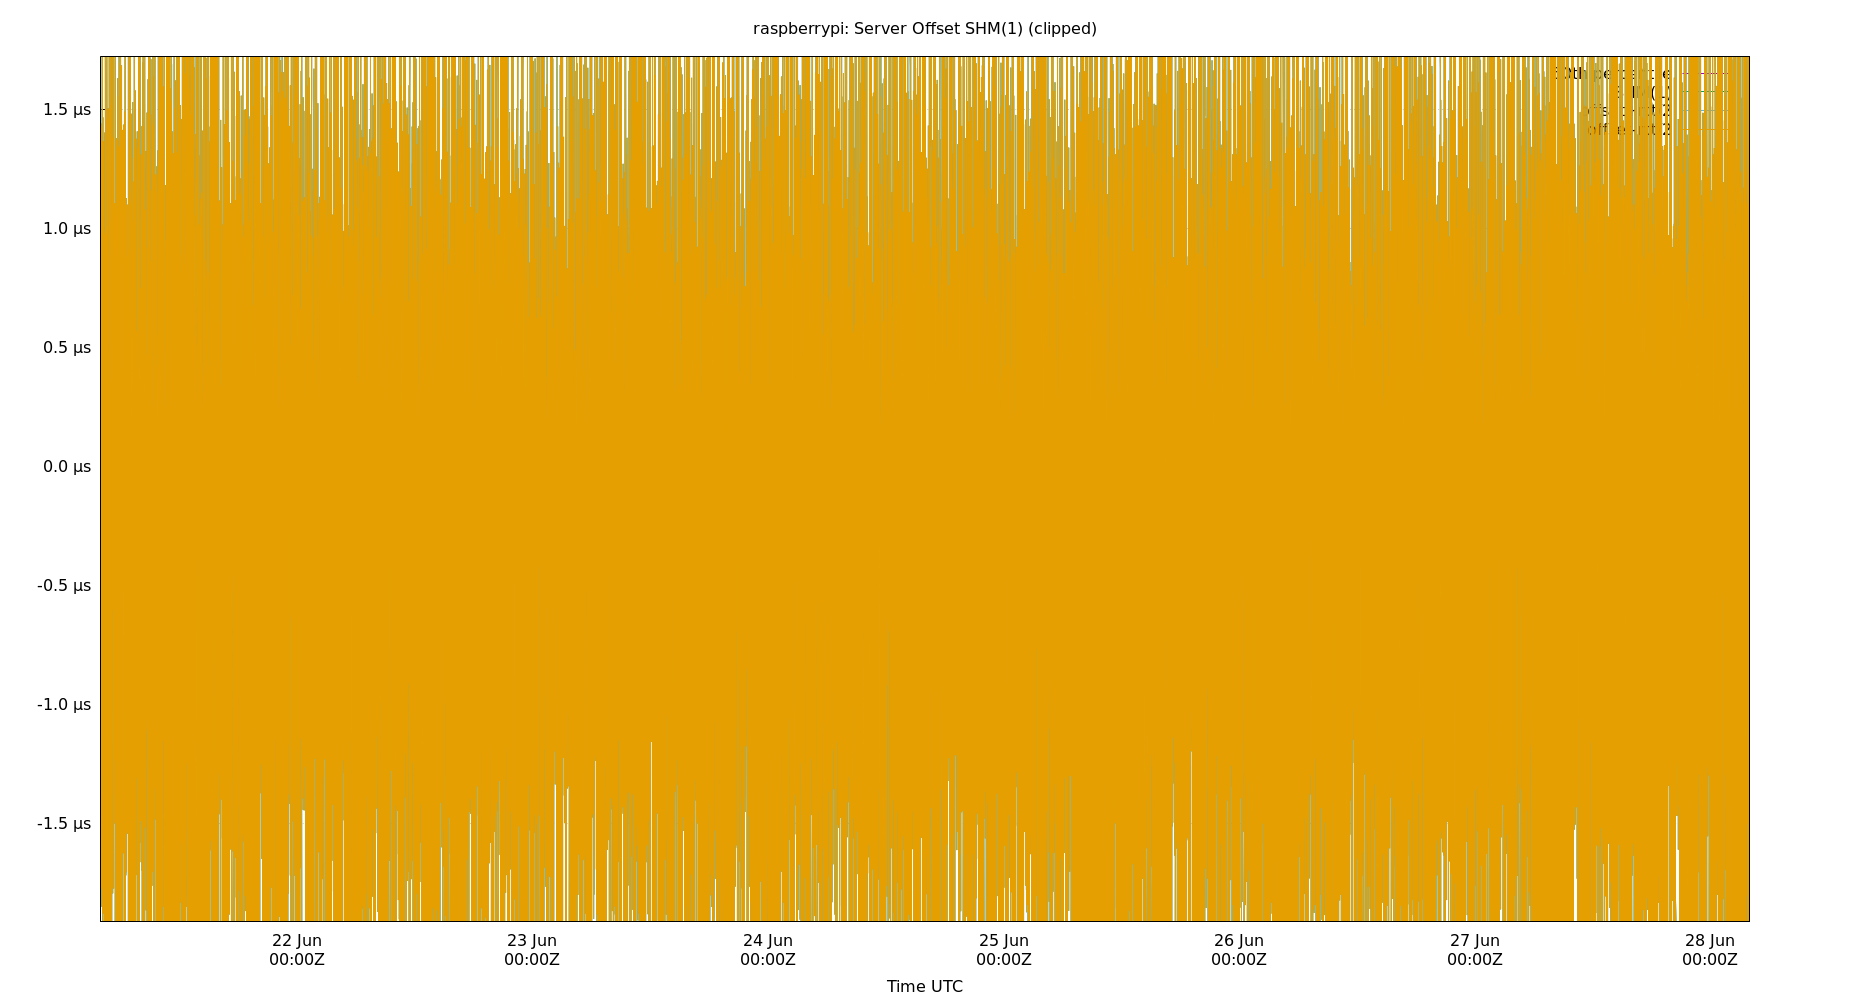 raspberrypi: Server Offset SHM(1) (clipped)
1.5 µs
1.0 µs
0.5 µs
0.0 µs
-0.5 µs
-1.0 µs
-1.5 µs
22 Jun 23 Jun 24 Jun 25 Jun 26 Jun 27 Jun 28 Jun
00:00Z 00:00Z 00:00Z 00:00Z 00:00Z 00:00Z 00:00Z
Time UTC